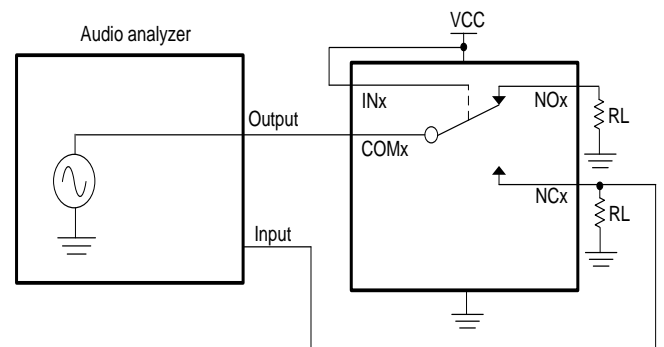 VCC
Audio analyzer
INx
NOx
RL
Output
COMx
NCx
RL
Input